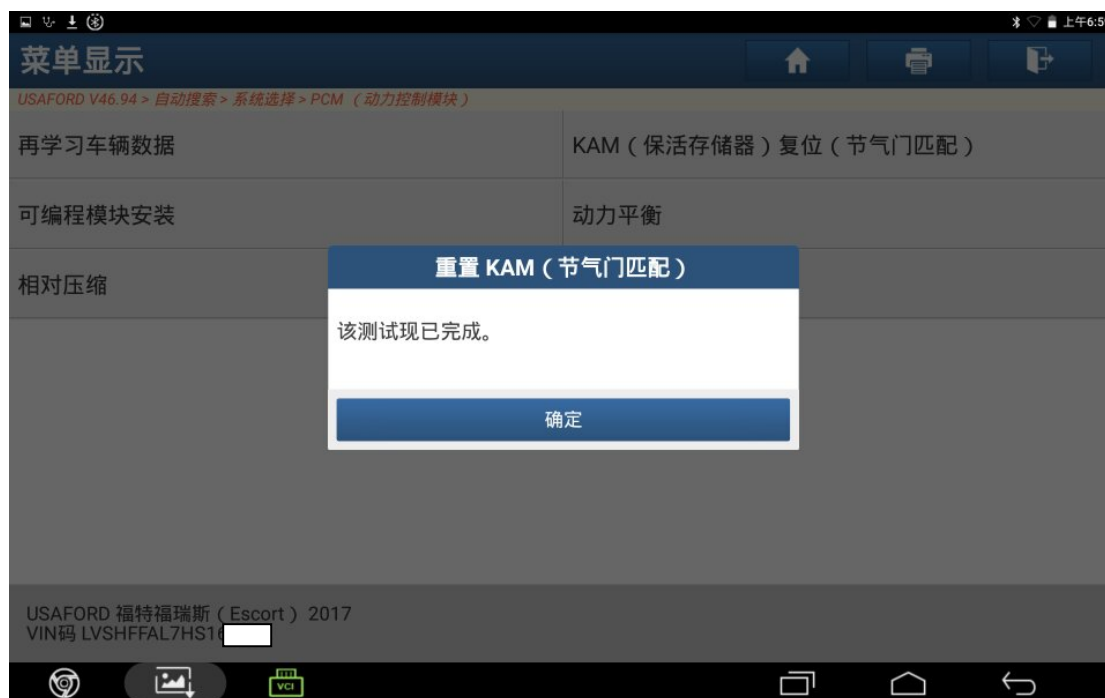 上午6:5
菜单显示
USAFORD V46.94 > 自动搜索 > 系统选择 > PCM （动力控制模块）
再学习车辆数据
KAM（保活存储器）复位（节气门匹配）
可编程模块安装
动力平衡
相对压缩
重置 KAM（节气门匹配）
该测试现已完成。
确定
USAFORD 福特福瑞斯（Escort） 2017
VIN码 LVSHFFAL7HS16
VCI